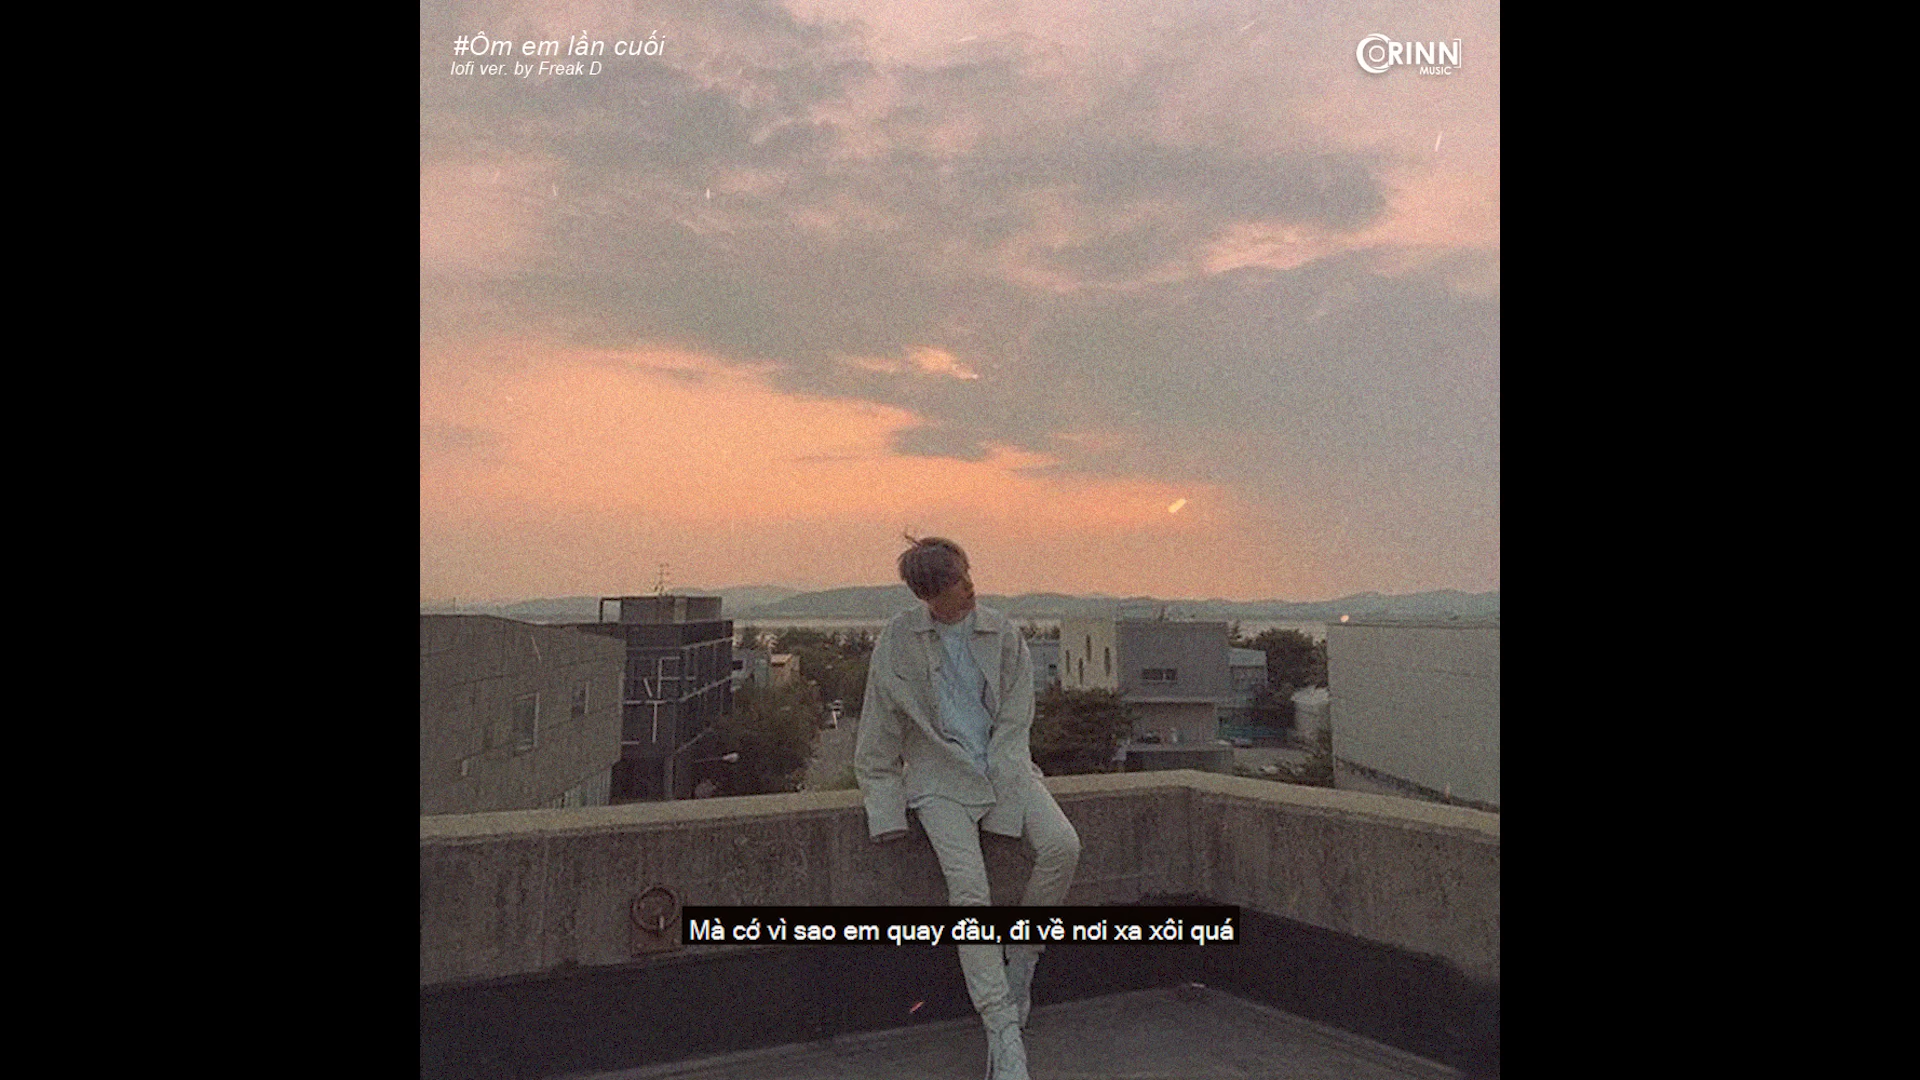 #Ôm em lần cuối
lofi ver. by Freak D
ORINN
MUSIC
Mà cớ vì sao em quay đầu, đi về nơi xa xôi quá